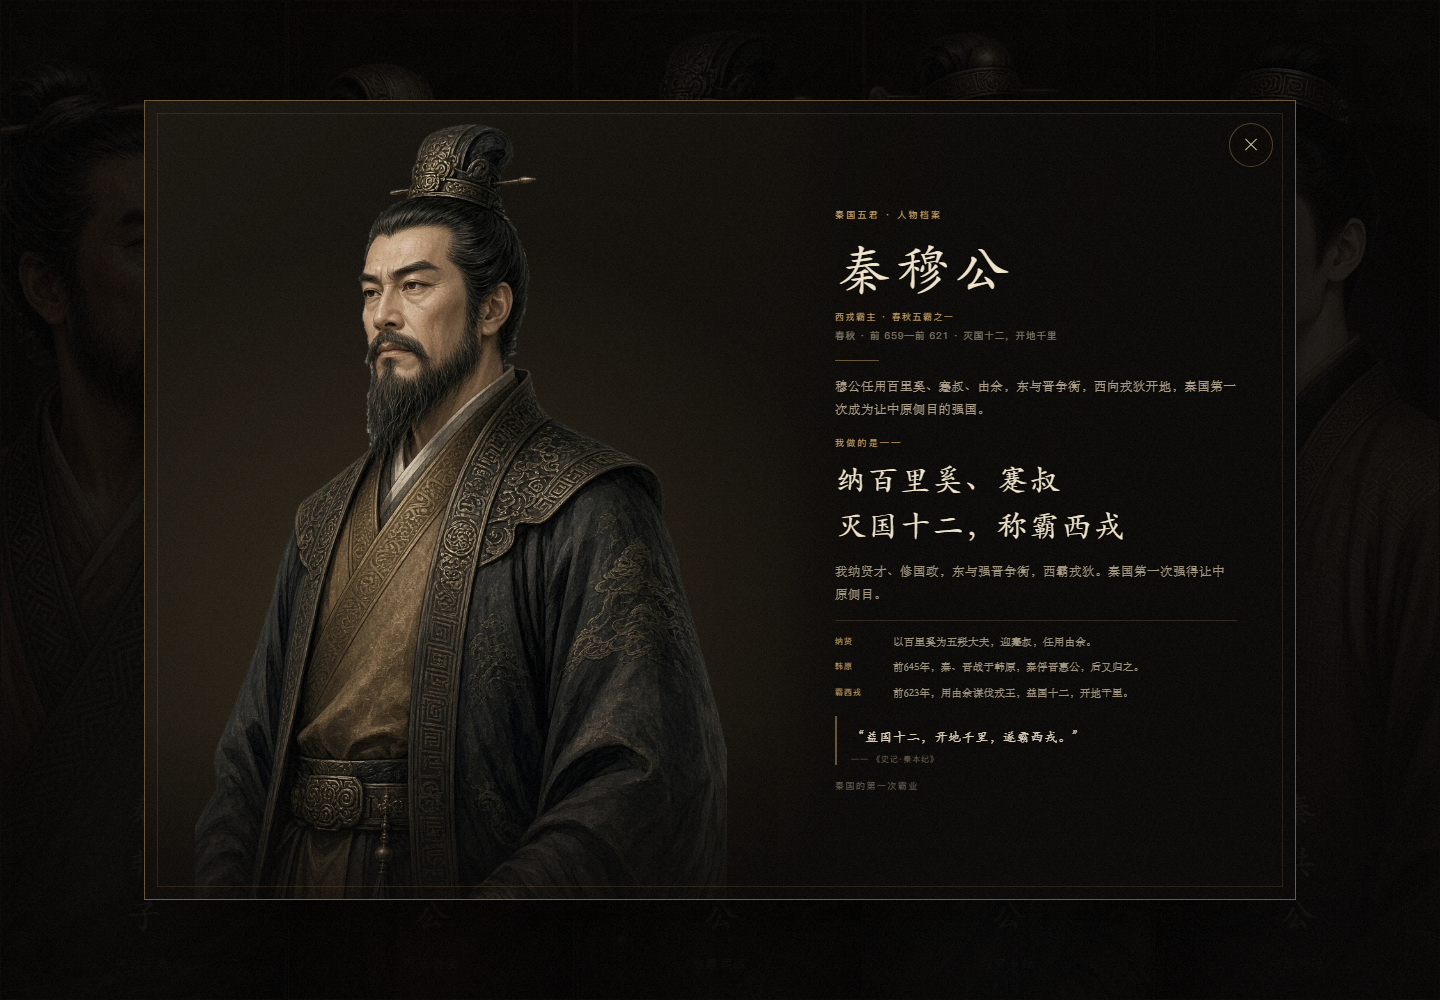 秦国五君 · 人物档案
秦穆公
西戎霸主 · 春秋五霸之一
春秋 · 前 659—前 621 · 灭国十二，开地千里
穆公任用百里奚、蹇叔、由余，东与晋争衡，西向戎狄开地，秦国第一
次成为让中原侧目的强国。
我做的是——
纳百里奚、蹇叔
灭国十二，称霸西戎
我纳贤才、修国政，东与强晋争衡，西霸戎狄。秦国第一次强得让中
原侧目。
纳贤 以百里奚为五羖大夫，迎蹇叔，任用由余。
韩原 前645年，秦、晋战于韩原，秦俘晋惠公，后又归之。
霸西戎 前623年，用由余谋伐戎王，益国十二，开地千里。
“益国十二，开地千里，遂霸西戎。”
—— 《史记·秦本纪》
秦国的第一次霸业
子
公
公
公
公